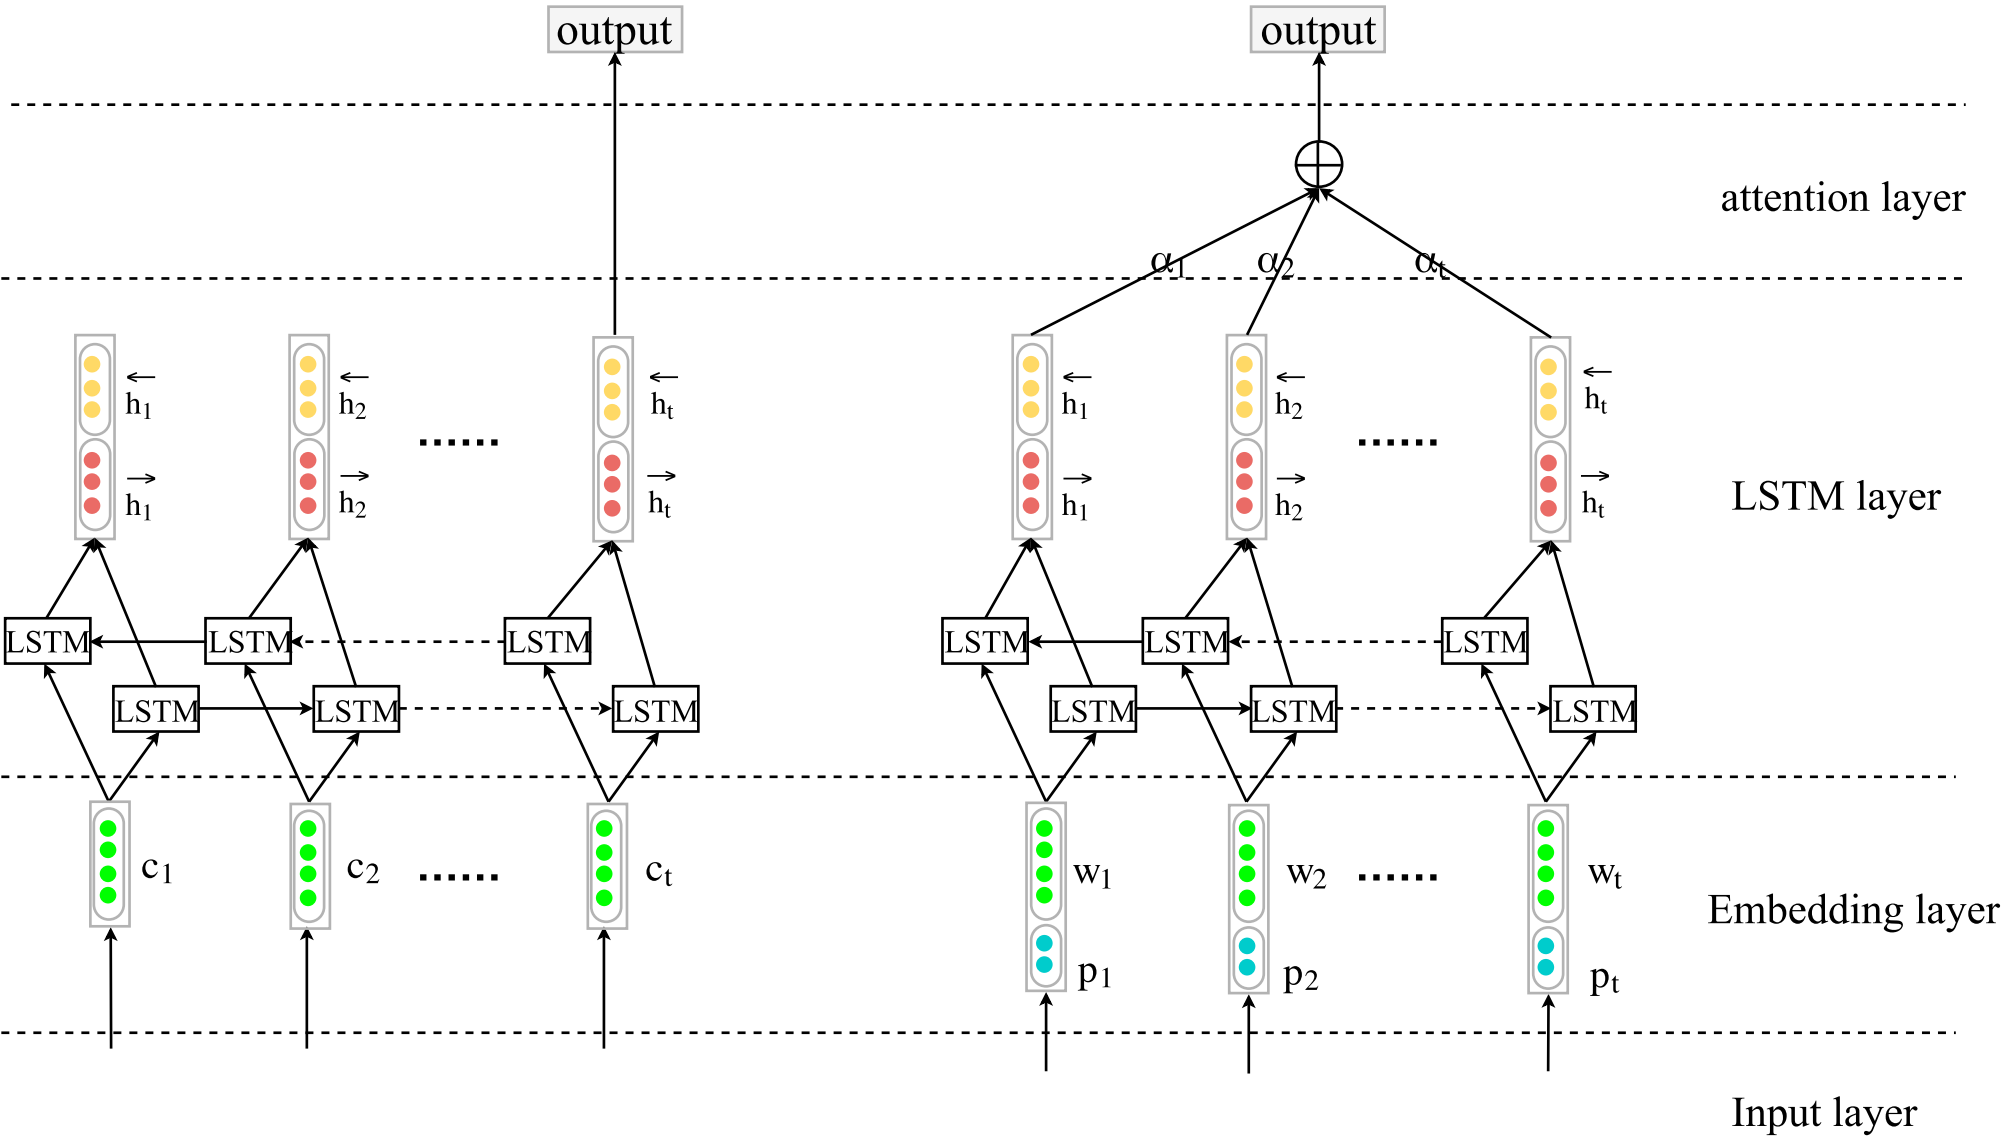 output
output
attention layer
α1
α2
αt
h1
h2
ht
h1
h2
ht
......
......
h1
h2
ht
h1
h2
ht
LSTM layer
LSTM
LSTM
LSTM
LSTM
LSTM
LSTM
LSTM
LSTM
LSTM
LSTM
LSTM
LSTM
c1
c2
......
ct
w1
w2
......
wt
Embedding layer
p1
p2
pt
Input layer